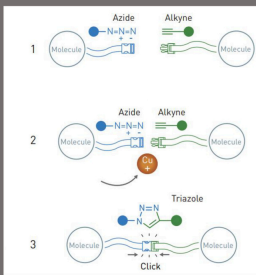 Azide Alkyne
1
N=N=N
+ -
Molecule Molecule
Azide Alkyne
2
N=N=N
+ -
Molecule Molecule
Cu
+
Triazole
N=N
N
3
Molecule Molecule
Click